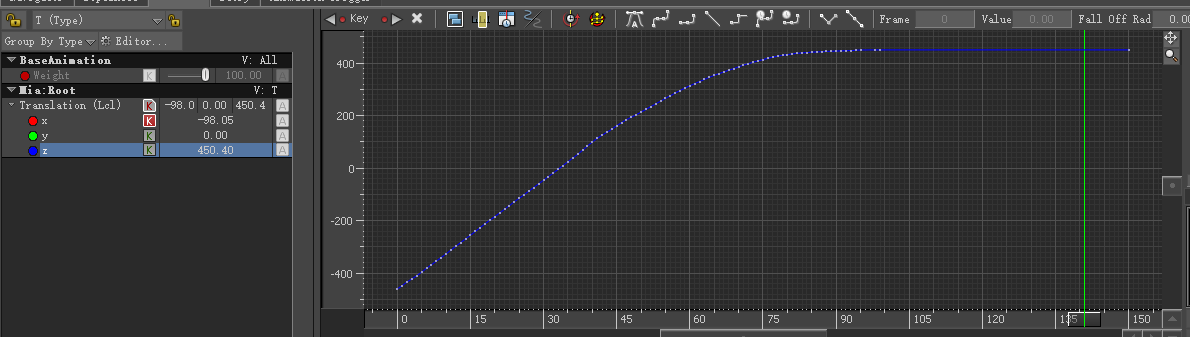 T (Type)
Key
Frame 0 Value 0.00 Fall Off Rad 0.00
Group By Type Editor...
BaseAnimation V: All
Weight K 100.00 A
Mia:Root V: T
Translation (Lcl) K -98.0 0.00 450.4 A
x K -98.05 A
y K 0.00 A
z K 450.40 A
400
200
0
-200
-400
0 15 30 45 60 75 90 105 120 135 150